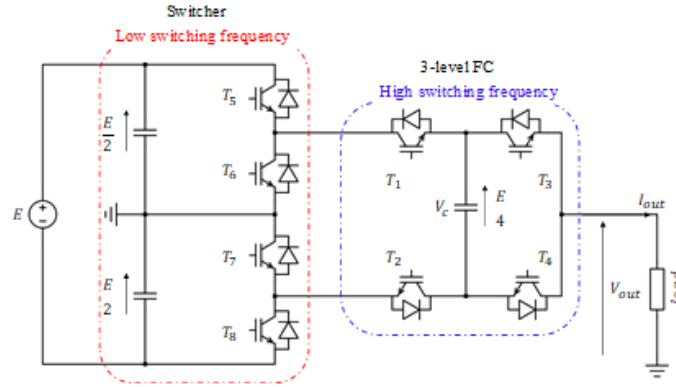 Switcher
Low switching frequency
3-level FC
High switching frequency
T5
E
2
T6
T1
T3
Vc
E
4
Iout
E
T7
T2
T4
E
2
Vout
Load
T8